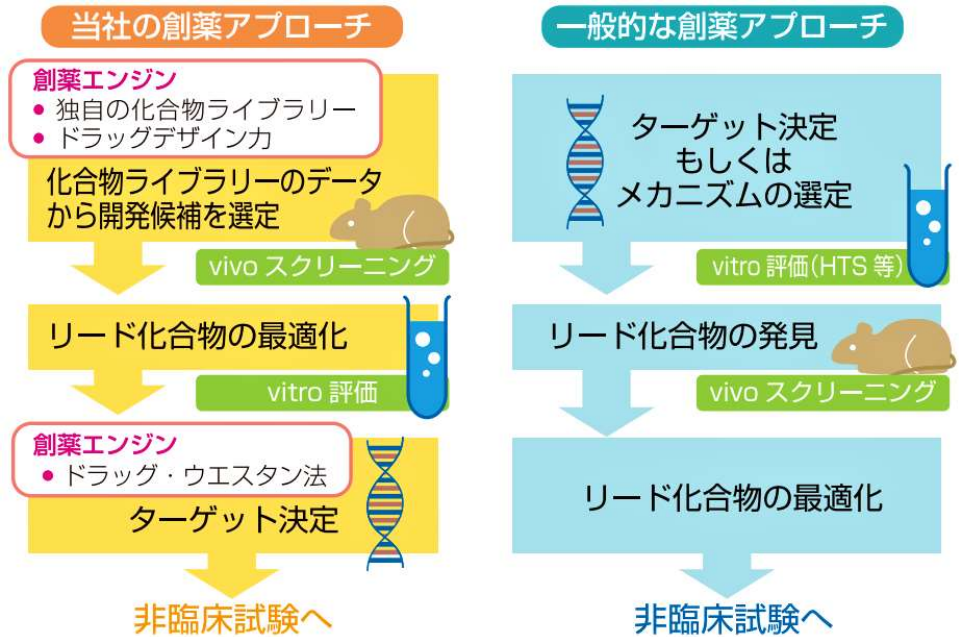 当社の創薬アプローチ
創薬エンジン
• 独自の化合物ライブラリー
• ドラッグデザイン力
化合物ライブラリーのデータ
から開発候補を選定
vivo スクリーニング
リード化合物の最適化
vitro 評価
創薬エンジン
• ドラッグ・ウエスタン法
ターゲット決定
非臨床試験へ
一般的な創薬アプローチ
ターゲット決定
もしくは
メカニズムの選定
vitro 評価(HTS 等)
リード化合物の発見
vivo スクリーニング
リード化合物の最適化
非臨床試験へ